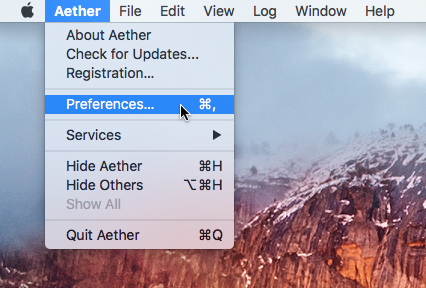 Aether File Edit View Log Window Help
About Aether
Check for Updates...
Registration...
Preferences... ⌘,
Services ▶
Hide Aether ⌘H
Hide Others ⌥⌘H
Show All
Quit Aether ⌘Q